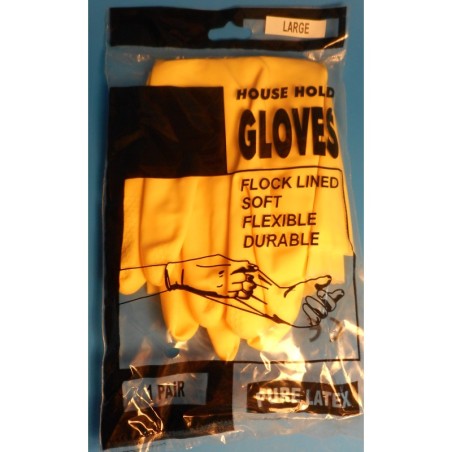 LARGE
HOUSE HOLD
GLOVES
FLOCK LINED
SOFT
FLEXIBLE
DURABLE
1 PAIR
PURE LATEX